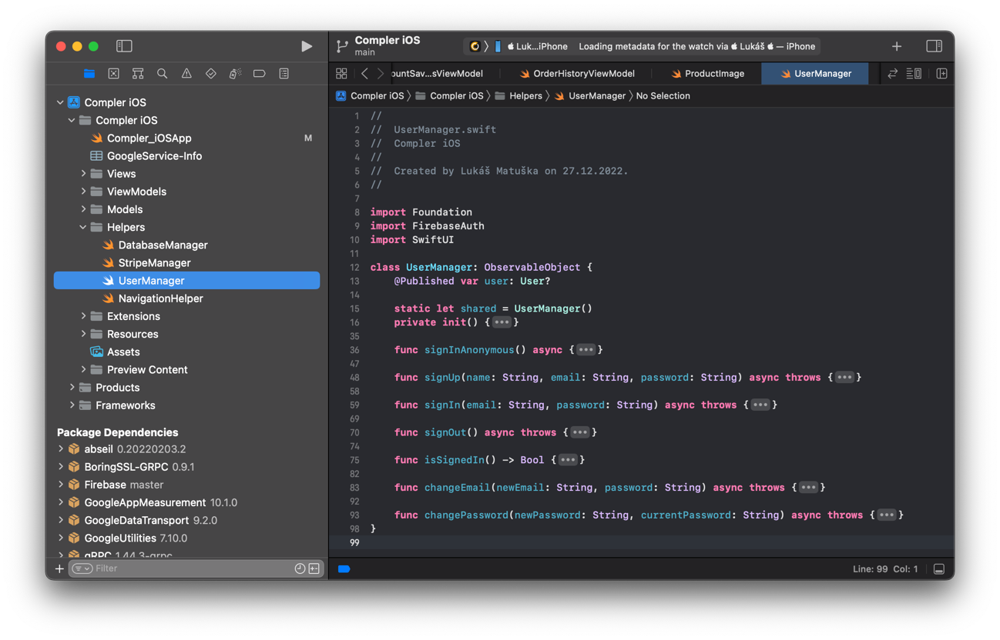 Compler iOS
main
Luk...iPhone Loading metadata for the watch via Lukáš — iPhone
ountSav...sViewModel
OrderHistoryViewModel
ProductImage
UserManager
Compler iOS
Compler iOS
Helpers
UserManager
No Selection
Compler iOS
Compler iOS
Compler_iOSApp M
GoogleService-Info
Views
ViewModels
Models
Helpers
DatabaseManager
StripeManager
UserManager
NavigationHelper
Extensions
Resources
Assets
Preview Content
Products
Frameworks
Package Dependencies
abseil 0.20220203.2
BoringSSL-GRPC 0.9.1
Firebase master
GoogleAppMeasurement 10.1.0
GoogleDataTransport 9.2.0
GoogleUtilities 7.10.0
gRPC 1.44.3-grpc
Filter
1 //
2 // UserManager.swift
3 // Compler iOS
4 //
5 // Created by Lukáš Matuška on 27.12.2022.
6 //
7
8 import Foundation
9 import FirebaseAuth
10 import SwiftUI
11
12 class UserManager: ObservableObject {
13 @Published var user: User?
14
15 static let shared = UserManager()
16 private init() {•••}
35
36 func signInAnonymous() async {•••}
47
48 func signUp(name: String, email: String, password: String) async throws {•••}
58
59 func signIn(email: String, password: String) async throws {•••}
69
70 func signOut() async throws {•••}
74
75 func isSignedIn() -> Bool {•••}
82
83 func changeEmail(newEmail: String, password: String) async throws {•••}
92
93 func changePassword(newPassword: String, currentPassword: String) async throws {•••}
98 }
99
Line: 99 Col: 1